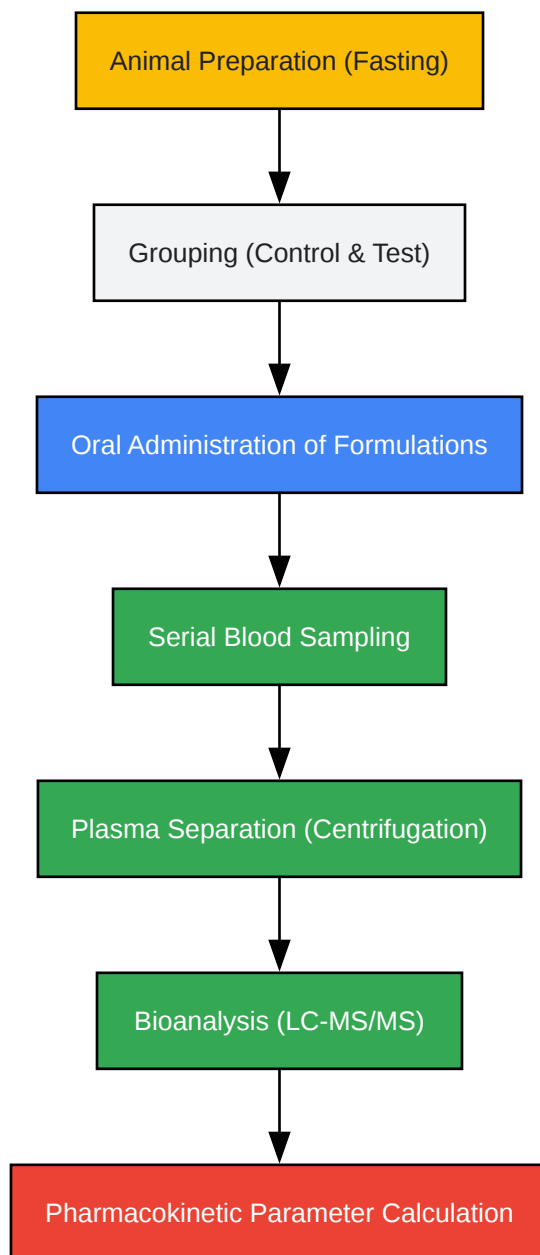 Animal Preparation (Fasting)
Grouping (Control & Test)
Oral Administration of Formulations
Serial Blood Sampling
Plasma Separation (Centrifugation)
Bioanalysis (LC-MS/MS)
Pharmacokinetic Parameter Calculation